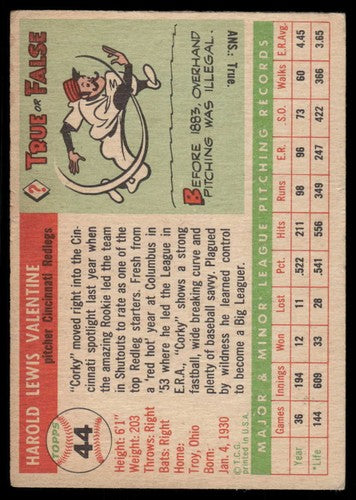 44
TOPPS
HAROLD LEWIS VALENTINE
pitcher Cincinnati Redlegs
Height: 6'1"
Weight: 203
Throws: Right
Bats: Right
Home:
Troy, Ohio
Born:
Jan. 4, 1930
© T.C.G.
printed in U.S.A.
"Corky" moved right into the Cin-
cinnati spotlight last year when
the amazing Rookie led the team
in Shutouts to rate as one of the
top Redleg starters. Fresh from
a 'red hot' year at Columbus in
'53 where he led the League in
E.R.A., "Corky" shows a strong
fastball, wide breaking curve and
plenty of baseball savvy. Plagued
by wildness he learned control
to become a Big Leaguer.
?
TRUE OR FALSE
BEFORE 1883, OVERHAND
PITCHING WAS ILLEGAL.
ANS.: True.
MAJOR & MINOR LEAGUE PITCHING RECORDS
Games Innings Won Lost Pct. Hits Runs E.R. S.O. Walks E.R.Avg.
Year 36 194 12 11 .522 211 98 96 73 60 4.45
*Life 144 609 33 28 .541 556 349 247 422 366 3.65